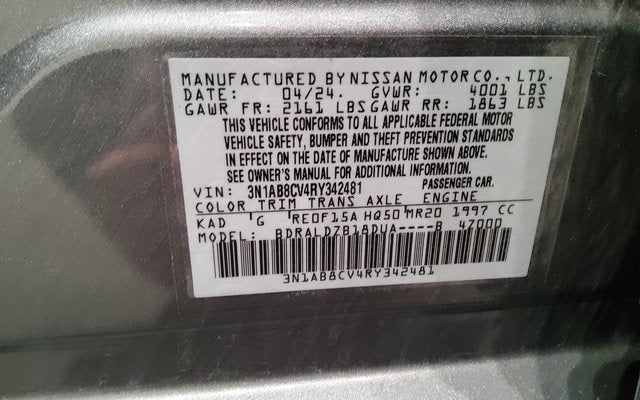 MANUFACTURED BY NISSAN MOTOR CO., LTD.
DATE: 04/24. GVWR: 4001 LBS
GAWR FR: 2161 LBS GAWR RR: 1863 LBS
THIS VEHICLE CONFORMS TO ALL APPLICABLE FEDERAL MOTOR
VEHICLE SAFETY, BUMPER AND THEFT PREVENTION STANDARDS
IN EFFECT ON THE DATE OF MANUFACTURE SHOWN ABOVE.
SEE OWNER'S MANUAL FOR ADDITIONAL INFORMATION.
VIN: 3N1AB8CV4RY342481 PASSENGER CAR.
COLOR TRIM TRANS AXLE ENGINE
KAD G RE0F15A HQ50 MR20 1997 CC
MODEL: BDRALDZB18DUA----B 4Z000
3N1AB8CV4RY342481